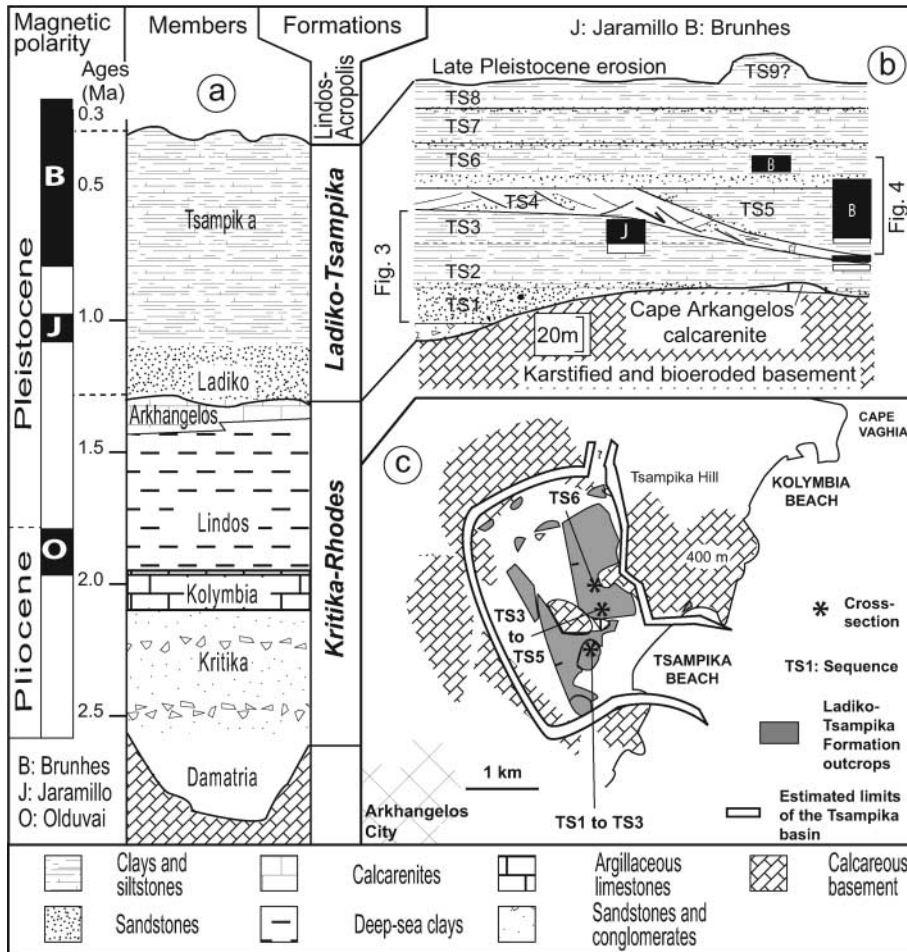 Magnetic polarity
Members
Formations
Ages (Ma)
a
0.3
0.5
1.0
1.5
2.0
2.5
Pleistocene
Pliocene
B
J
O
Tsampik a
Ladiko
Arkhangelos
Lindos
Kolymbia
Kritika
Damatria
Lindos-Acropolis
Ladiko-Tsampika
Kritika-Rhodes
B: Brunhes
J: Jaramillo
O: Olduvai
J: Jaramillo B: Brunhes
b
Late Pleistocene erosion
TS9?
TS8
TS7
TS6
B
TS4
TS5
B
TS3
J
TS2
TS1
Fig. 3
Fig. 4
20m
Cape Arkangelos
calcarenite
Karstified and bioeroded basement
c
CAPE
VAGHIA
KOLYMBIA
BEACH
Tsampika Hill
?
TS6
400 m
TS3
to
TS5
TSAMPIKA
BEACH
1 km
Arkhangelos
City
TS1 to TS3
Cross-
section
TS1: Sequence
Ladiko-
Tsampika
Formation
outcrops
Estimated limits
of the Tsampika
basin
Clays and
siltstones
Calcarenites
Argillaceous
limestones
Calcareous
basement
Sandstones
Deep-sea clays
Sandstones and
conglomerates